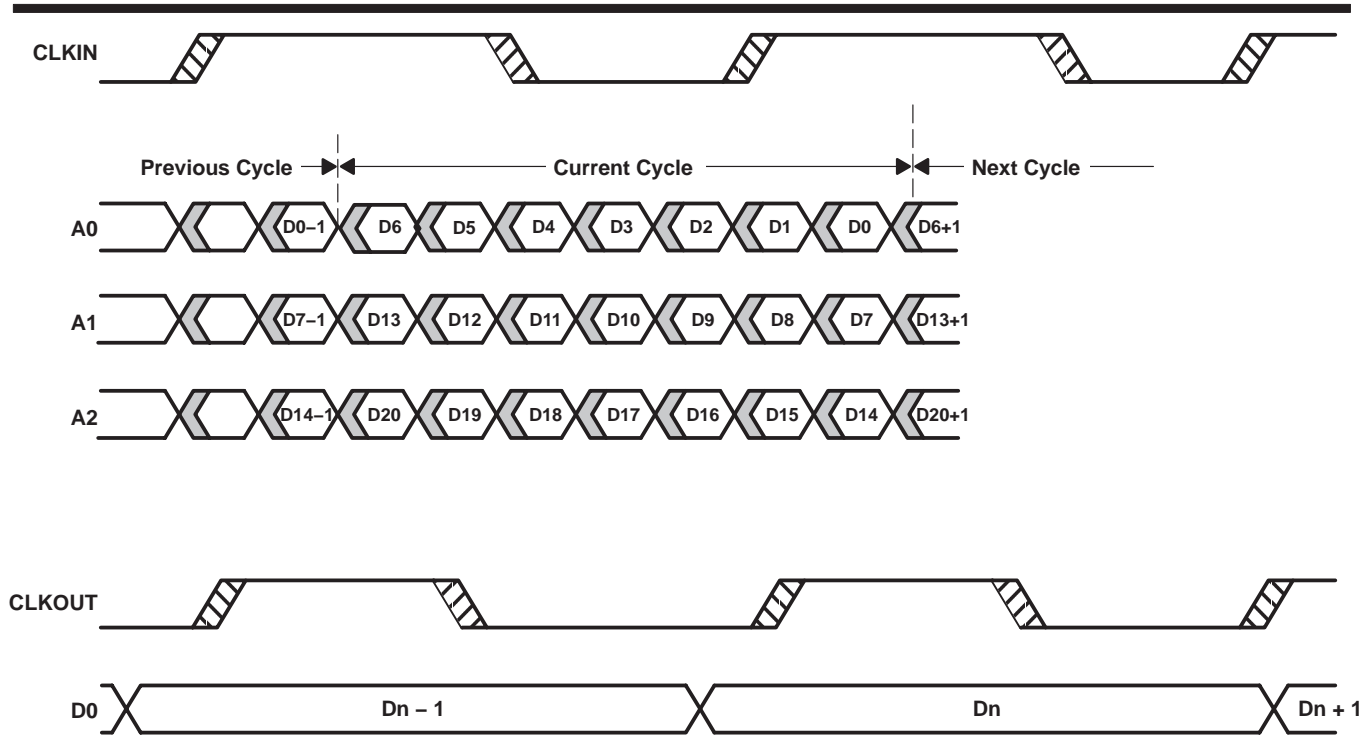 CLKIN
Previous Cycle Current Cycle Next Cycle
A0 D0–1 D6 D5 D4 D3 D2 D1 D0 D6+1
A1 D7–1 D13 D12 D11 D10 D9 D8 D7 D13+1
A2 D14–1 D20 D19 D18 D17 D16 D15 D14 D20+1
CLKOUT
D0 Dn – 1 Dn Dn + 1